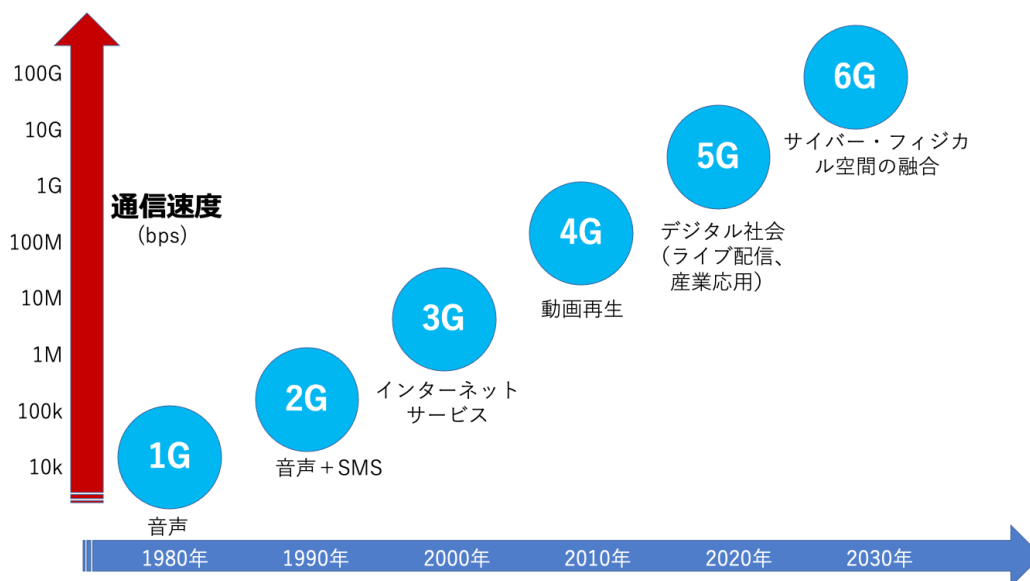 100G
10G
1G
100M
10M
1M
100k
10k
通信速度
(bps)
1G
音声
2G
音声＋SMS
3G
インターネット
サービス
4G
動画再生
5G
デジタル社会
（ライブ配信、
産業応用）
6G
サイバー・フィジカ
ル空間の融合
1980年
1990年
2000年
2010年
2020年
2030年